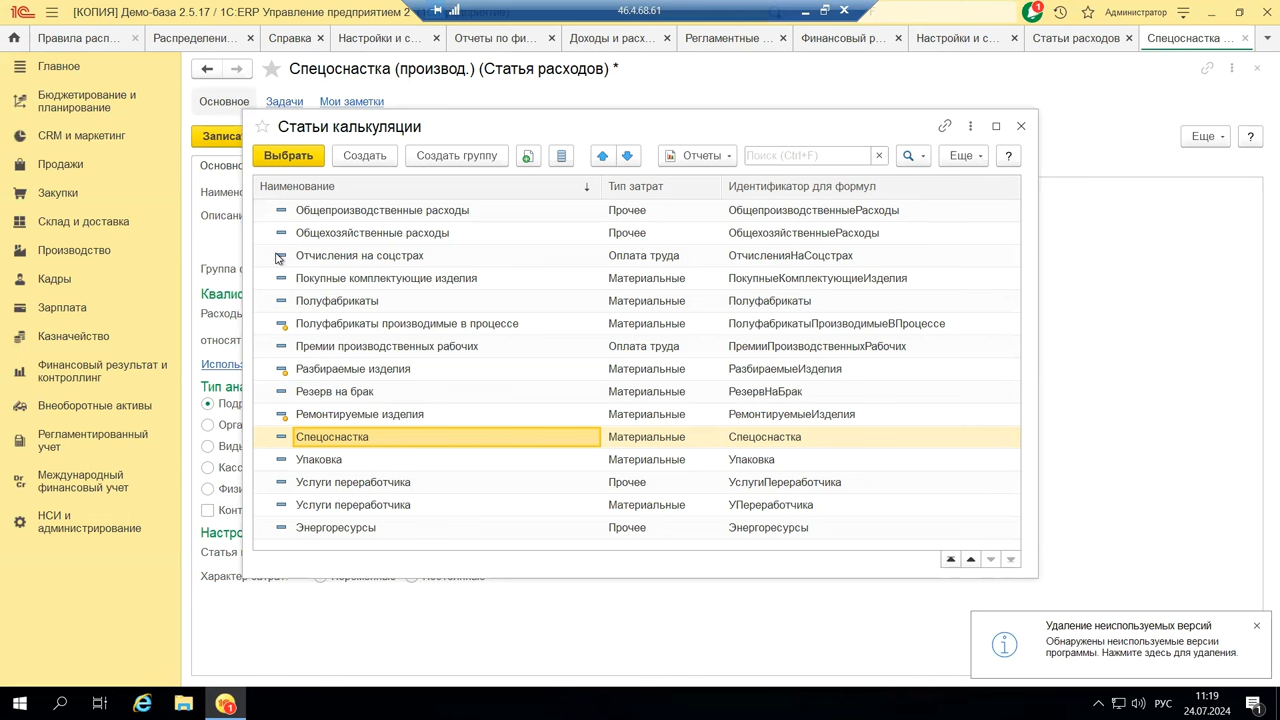 [КОПИЯ] Демо-база 2.5.17 / 1С:ERP Управление предприятием 2
46.4.68.61
Администратор
1
Правила расп...
Распределени...
Справка
Настройки и с...
Отчеты по фи...
Доходы и расх...
Регламентные ...
Финансовый р...
Настройки и с...
Статьи расходов
Спецоснастка ...
Главное
Бюджетирование и
планирование
CRM и маркетинг
Продажи
Закупки
Склад и доставка
Производство
Кадры
Зарплата
Казначейство
Финансовый результат и
контроллинг
Внеоборотные активы
Регламентированный
учет
Международный
финансовый учет
НСИ и
администрирование
Спецоснастка (производ.) (Статья расходов) *
Основное
Задачи
Мои заметки
Еще
?
Статьи калькуляции
Выбрать
Создать
Создать группу
Отчеты
Поиск (Ctrl+F)
Еще
?
Наименование
Тип затрат
Идентификатор для формул
Общепроизводственные расходы
Прочее
ОбщепроизводственныеРасходы
Общехозяйственные расходы
Прочее
ОбщехозяйственныеРасходы
Отчисления на соцстрах
Оплата труда
ОтчисленияНаСоцстрах
Покупные комплектующие изделия
Материальные
ПокупныеКомплектующиеИзделия
Полуфабрикаты
Материальные
Полуфабрикаты
Полуфабрикаты производимые в процессе
Материальные
ПолуфабрикатыПроизводимыеВПроцессе
Премии производственных рабочих
Оплата труда
ПремииПроизводственныхРабочих
Разбираемые изделия
Материальные
РазбираемыеИзделия
Резерв на брак
Материальные
РезервНаБрак
Ремонтируемые изделия
Материальные
РемонтируемыеИзделия
Спецоснастка
Материальные
Спецоснастка
Упаковка
Материальные
Упаковка
Услуги переработчика
Прочее
УслугиПереработчика
Услуги переработчика
Материальные
УПереработчика
Энергоресурсы
Прочее
Энергоресурсы
Удаление неиспользуемых версий
Обнаружены неиспользуемые версии
программы. Нажмите здесь для удаления.
РУС
11:19
24.07.2024
1